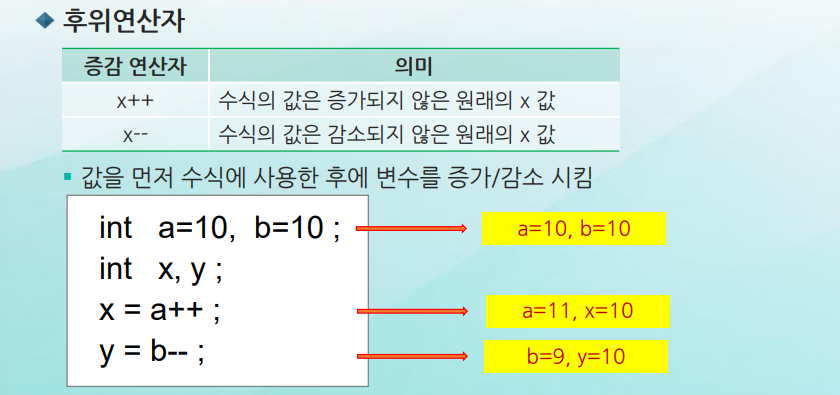 후위연산자
증감 연산자 의미
x++ 수식의 값은 증가되지 않은 원래의 x 값
x-- 수식의 값은 감소되지 않은 원래의 x 값
값을 먼저 수식에 사용한 후에 변수를 증가/감소 시킴
int a=10, b=10 ; a=10, b=10
int x, y ;
x = a++ ; a=11, x=10
y = b-- ; b=9, y=10